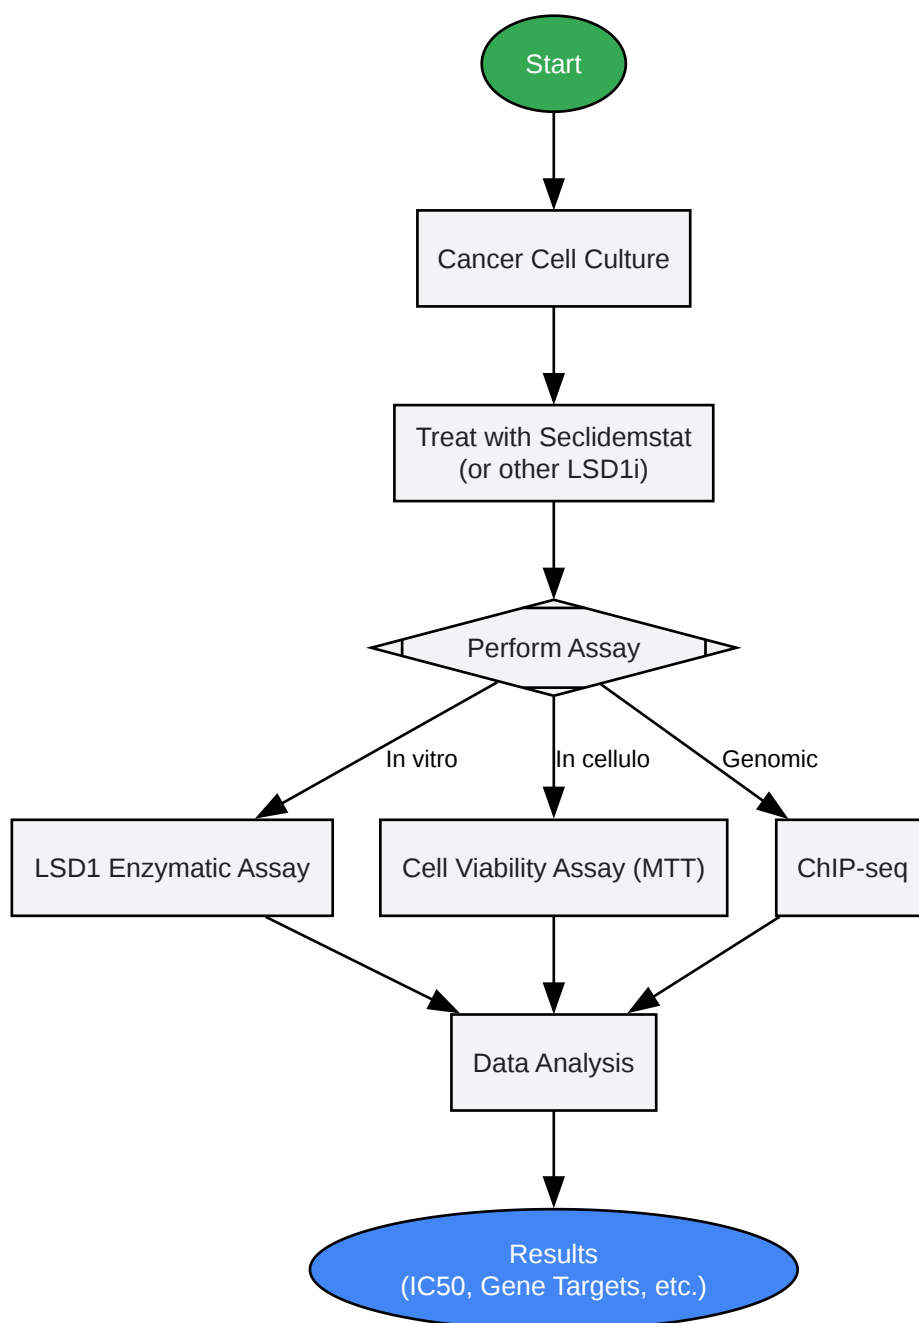 Start
Cancer Cell Culture
Treat with Seclidemstat
(or other LSD1i)
Perform Assay
In vitro
In cellulo
Genomic
LSD1 Enzymatic Assay
Cell Viability Assay (MTT)
ChIP-seq
Data Analysis
Results
(IC50, Gene Targets, etc.)